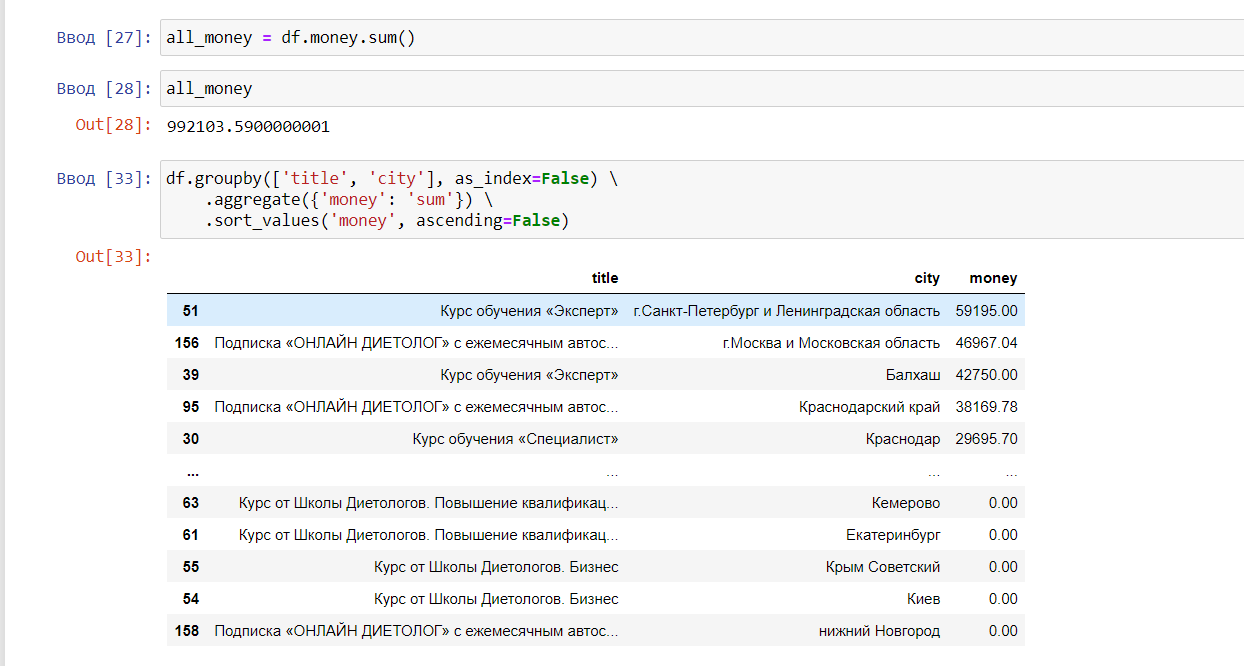 Ввод [27]: all_money = df.money.sum()
Ввод [28]: all_money
Out[28]: 992103.5900000001
Ввод [33]: df.groupby(['title', 'city'], as_index=False) \
.aggregate({'money': 'sum'}) \
.sort_values('money', ascending=False)
Out[33]:
title city money
51 Курс обучения «Эксперт» г.Санкт-Петербург и Ленинградская область 59195.00
156 Подписка «ОНЛАЙН ДИЕТОЛОГ» с ежемесячным автос... г.Москва и Московская область 46967.04
39 Курс обучения «Эксперт» Балхаш 42750.00
95 Подписка «ОНЛАЙН ДИЕТОЛОГ» с ежемесячным автос... Краснодарский край 38169.78
30 Курс обучения «Специалист» Краснодар 29695.70
... ... ... ...
63 Курс от Школы Диетологов. Повышение квалификац... Кемерово 0.00
61 Курс от Школы Диетологов. Повышение квалификац... Екатеринбург 0.00
55 Курс от Школы Диетологов. Бизнес Крым Советский 0.00
54 Курс от Школы Диетологов. Бизнес Киев 0.00
158 Подписка «ОНЛАЙН ДИЕТОЛОГ» с ежемесячным автос... нижний Новгород 0.00